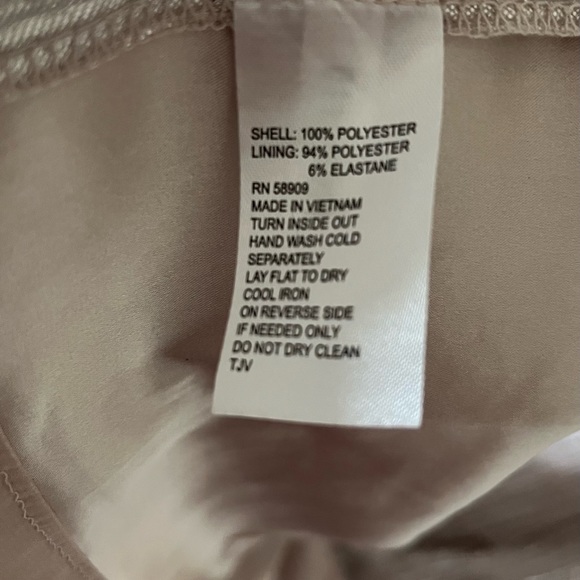 SHELL: 100% POLYESTER
LINING: 94% POLYESTER
6% ELASTANE
RN 58909
MADE IN VIETNAM
TURN INSIDE OUT
HAND WASH COLD
SEPARATELY
LAY FLAT TO DRY
COOL IRON
ON REVERSE SIDE
IF NEEDED ONLY
DO NOT DRY CLEAN
TJV